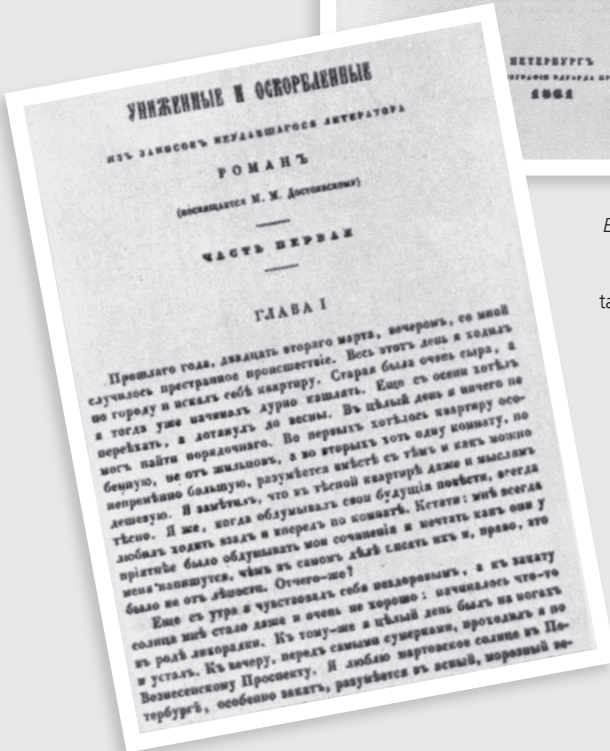 ПЕТЕРБУРГЪ
1861
УНИЖЕННЫЕ И ОСКОРБЛЕННЫЕ
ИЗЪ ЗАПИСОКЪ НЕУДАВШАГОСЯ ЛИТЕРАТОРА
РОМАНЪ
(посвящается М. М. Достоевскому)
ЧАСТЬ ПЕРВАЯ
ГЛАВА I
Прошлаго года, двадцать втораго марта, вечеромъ, со мной
случилось престранное происшествіе. Весь этотъ день я ходилъ
по городу и искалъ себѣ квартиру. Старая была очень сыра, а
я тогда уже начиналъ дурно кашлять. Еще съ осени хотѣлъ
переѣхать, а дотянулъ до весны. Въ цѣлый день я ничего не
могъ найти порядочнаго. Во первыхъ хотѣлось квартиру осо-
бенную, не отъ жильцовъ, а во вторыхъ хоть одну комнату, но
непремѣнно большую, разумѣется вмѣстѣ съ тѣмъ и какъ можно
дешевую. Я замѣтилъ, что въ тѣсной квартирѣ даже и мыслямъ
тѣсно. Я же, когда обдумывалъ свои будущія повѣсти, всегда
любилъ ходить взадъ и впередъ по комнатѣ. Кстати: мнѣ всегда
пріятнѣе было обдумывать мои сочиненія и мечтать какъ они у
меня напишутся, чѣмъ въ самомъ дѣлѣ писать ихъ и, право, это
было не отъ лѣности. Отчего-же?
Еще съ утра я чувствовалъ себя нездоровымъ, а къ закату
солнца мнѣ стало даже и очень не хорошо: начиналось что-то
въ родѣ лихорадки. Къ тому-же я цѣлый день былъ на ногахъ
и усталъ. Къ вечеру, передъ самыми сумерками, проходилъ я по
Вознесенскому Проспекту. Я люблю мартовское солнце въ Пе-
тербургѣ, особенно закатъ, разумѣется въ ясный, морозный ве-